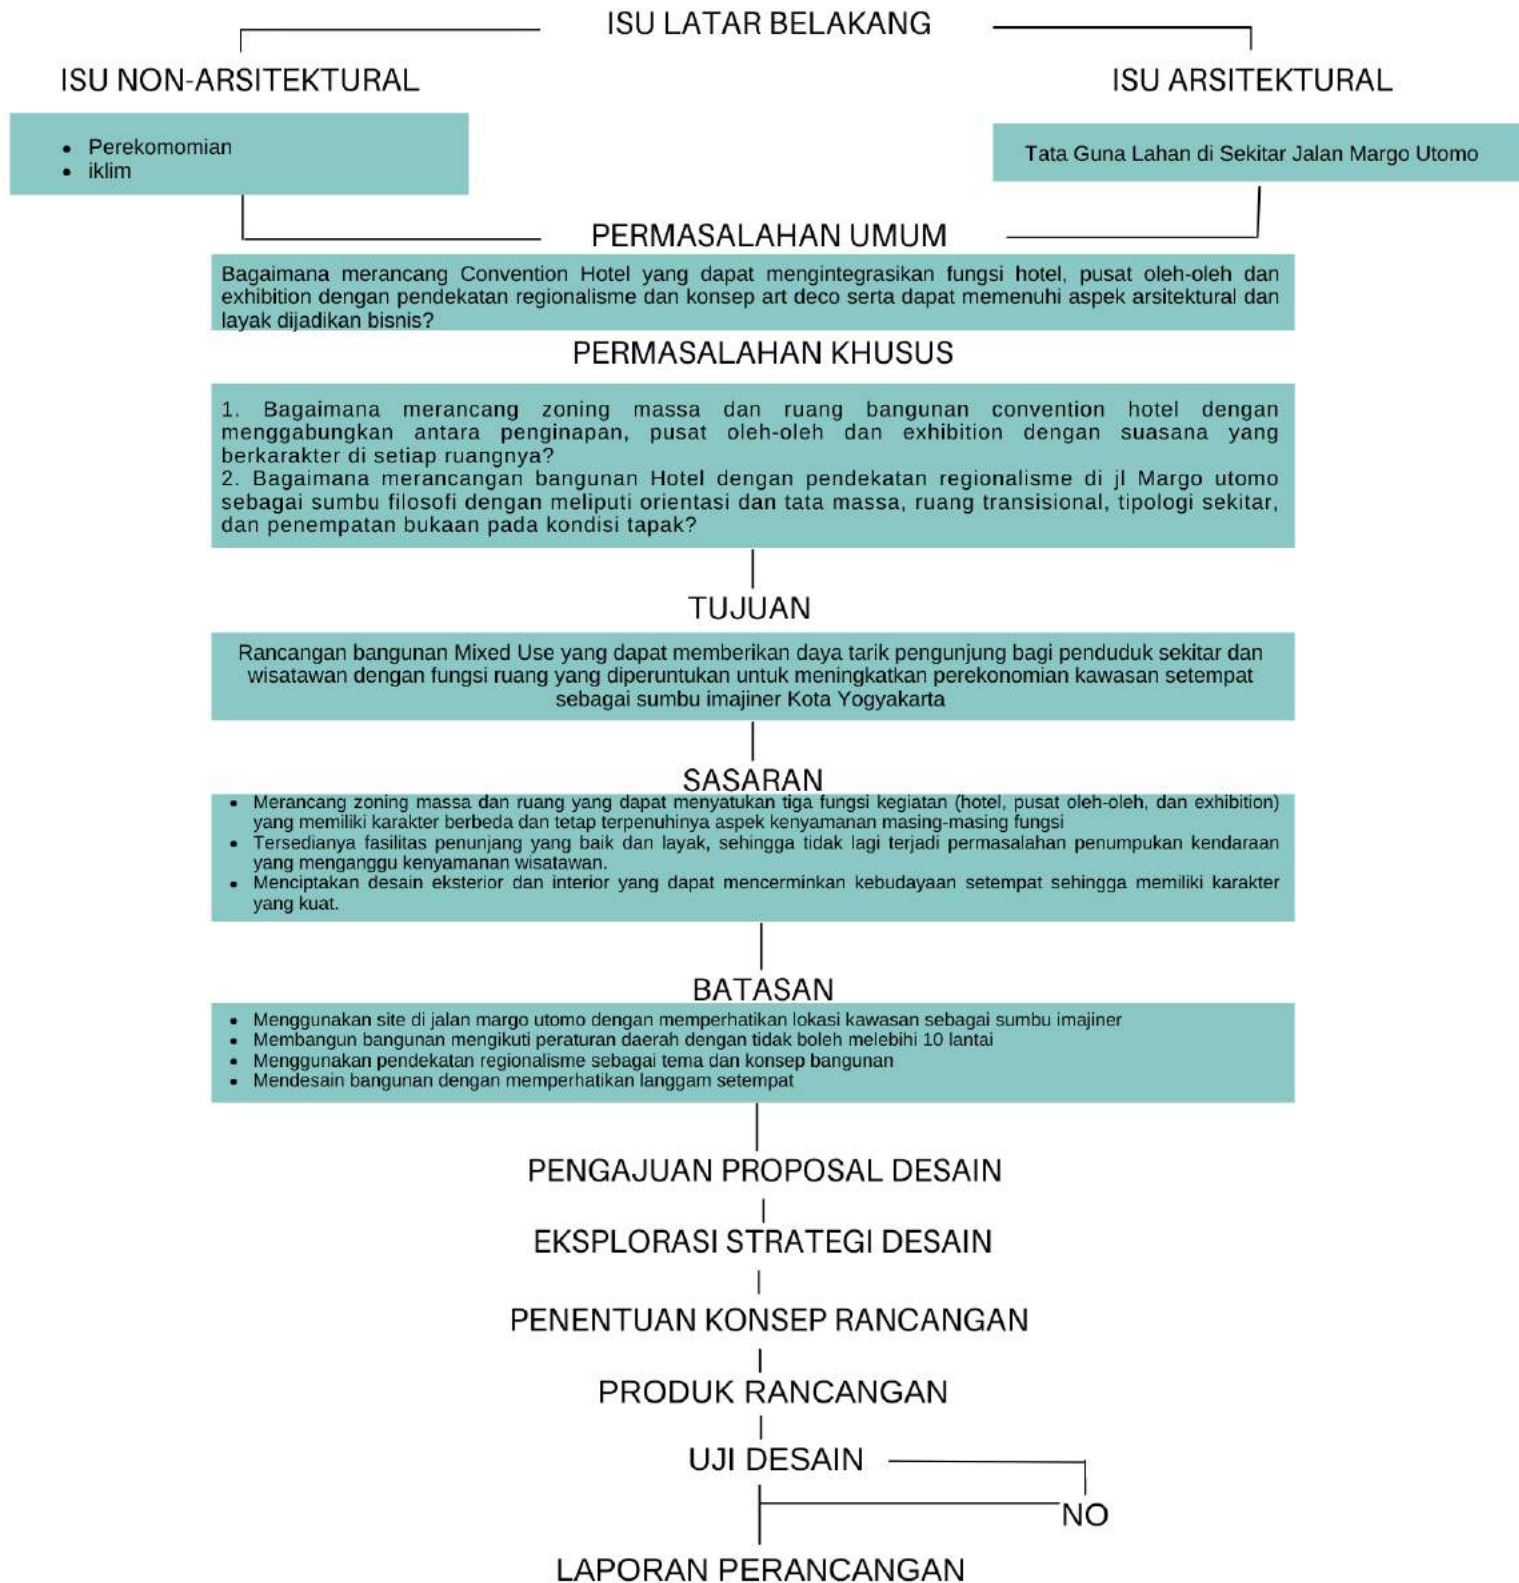 ISU LATAR BELAKANG
ISU NON-ARSITEKTURAL
ISU ARSITEKTURAL
• Perekomomian
• iklim
Tata Guna Lahan di Sekitar Jalan Margo Utomo
PERMASALAHAN UMUM
Bagaimana merancang Convention Hotel yang dapat mengintegrasikan fungsi hotel, pusat oleh-oleh dan
exhibition dengan pendekatan regionalisme dan konsep art deco serta dapat memenuhi aspek arsitektural dan
layak dijadikan bisnis?
PERMASALAHAN KHUSUS
1. Bagaimana merancang zoning massa dan ruang bangunan convention hotel dengan
menggabungkan antara penginapan, pusat oleh-oleh dan exhibition dengan suasana yang
berkarakter di setiap ruangnya?
2. Bagaimana merancangan bangunan Hotel dengan pendekatan regionalisme di jl Margo utomo
sebagai sumbu filosofi dengan meliputi orientasi dan tata massa, ruang transisional, tipologi sekitar,
dan penempatan bukaan pada kondisi tapak?
TUJUAN
Rancangan bangunan Mixed Use yang dapat memberikan daya tarik pengunjung bagi penduduk sekitar dan
wisatawan dengan fungsi ruang yang diperuntukan untuk meningkatkan perekonomian kawasan setempat
sebagai sumbu imajiner Kota Yogyakarta
SASARAN
• Merancang zoning massa dan ruang yang dapat menyatukan tiga fungsi kegiatan (hotel, pusat oleh-oleh, dan exhibition)
yang memiliki karakter berbeda dan tetap terpenuhinya aspek kenyamanan masing-masing fungsi
• Tersedianya fasilitas penunjang yang baik dan layak, sehingga tidak lagi terjadi permasalahan penumpukan kendaraan
yang menganggu kenyamanan wisatawan.
• Menciptakan desain eksterior dan interior yang dapat mencerminkan kebudayaan setempat sehingga memiliki karakter
yang kuat.
BATASAN
• Menggunakan site di jalan margo utomo dengan memperhatikan lokasi kawasan sebagai sumbu imajiner
• Membangun bangunan mengikuti peraturan daerah dengan tidak boleh melebihi 10 lantai
• Menggunakan pendekatan regionalisme sebagai tema dan konsep bangunan
• Mendesain bangunan dengan memperhatikan langgam setempat
PENGAJUAN PROPOSAL DESAIN
EKSPLORASI STRATEGI DESAIN
PENENTUAN KONSEP RANCANGAN
PRODUK RANCANGAN
UJI DESAIN
NO
LAPORAN PERANCANGAN